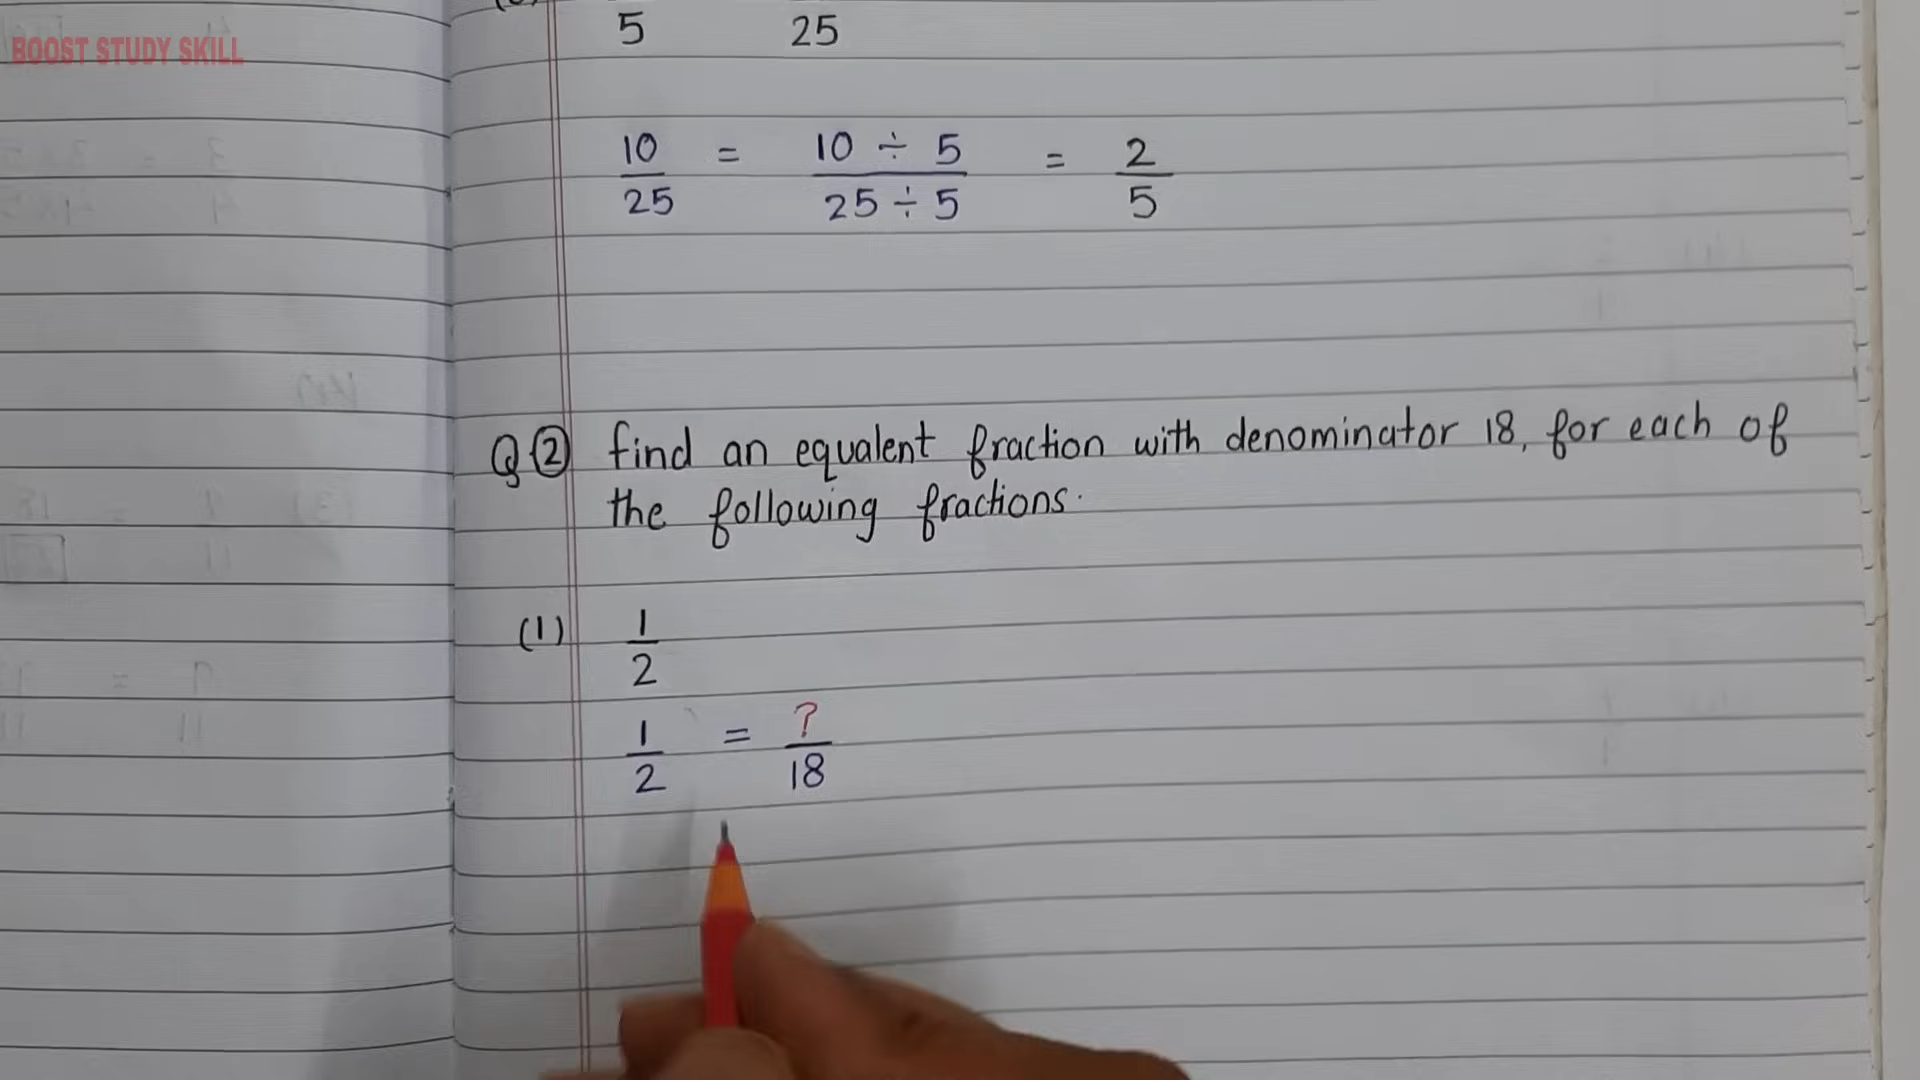 BOOST STUDY SKILL
5 25
10/25 = 10 ÷ 5/25 ÷ 5 = 2/5
Q 2 find an equalent fraction with denominator 18, for each of
the following fractions.
(1) 1/2
1/2 = ?/18